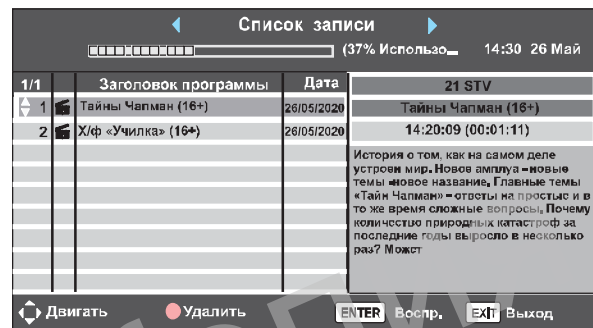 Список записи
(37% Использо... 14:30 26 Май
1/1 Заголовок программы Дата
1 Тайны Чапман (16+) 26/05/2020
2 Х/ф «Училка» (16+) 26/05/2020
21 STV
Тайны Чапман (16+)
14:20:09 (00:01:11)
История о том, как на самом деле
устроен мир. Новое амплуа –новые
темы –новое название. Главные темы
«Тайн Чапман» – ответы на простые и в
то же время сложные вопросы. Почему
количество природных катастроф за
последние годы выросло в несколько
раз? Может
Двигать Удалить ENTER Воспр. EXIT Выход